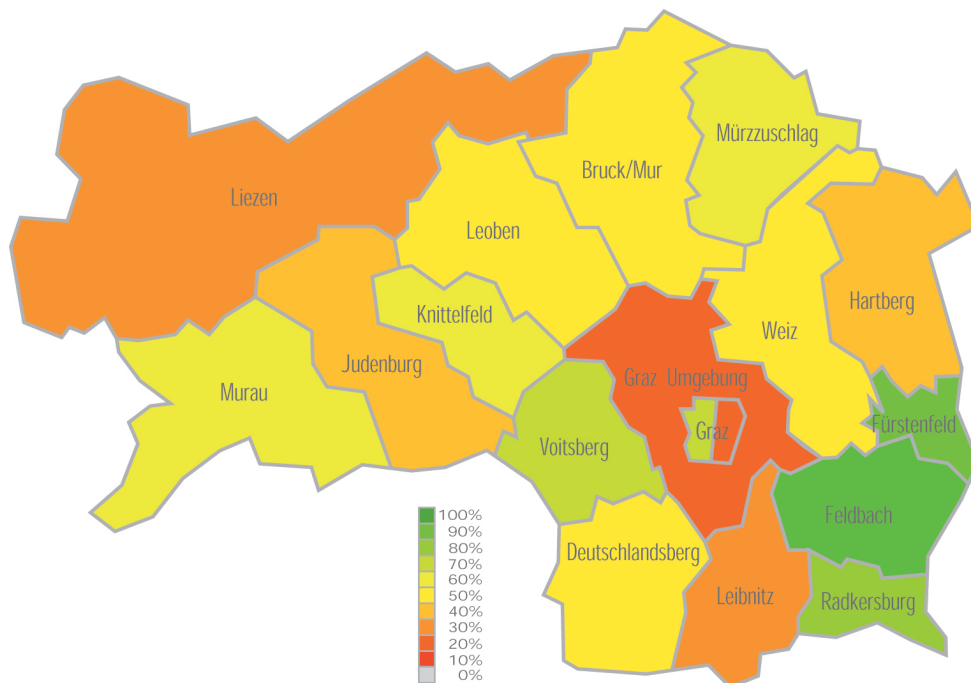 Mürzzuschlag
Bruck/Mur
Liezen
Leoben
Hartberg
Knittelfeld
Weiz
Judenburg
Graz Umgebung
Murau
Fürstenfeld
Graz
Voitsberg
Feldbach
Deutschlandsberg
Leibnitz
Radkersburg
100%
90%
80%
70%
60%
50%
40%
30%
20%
10%
0%